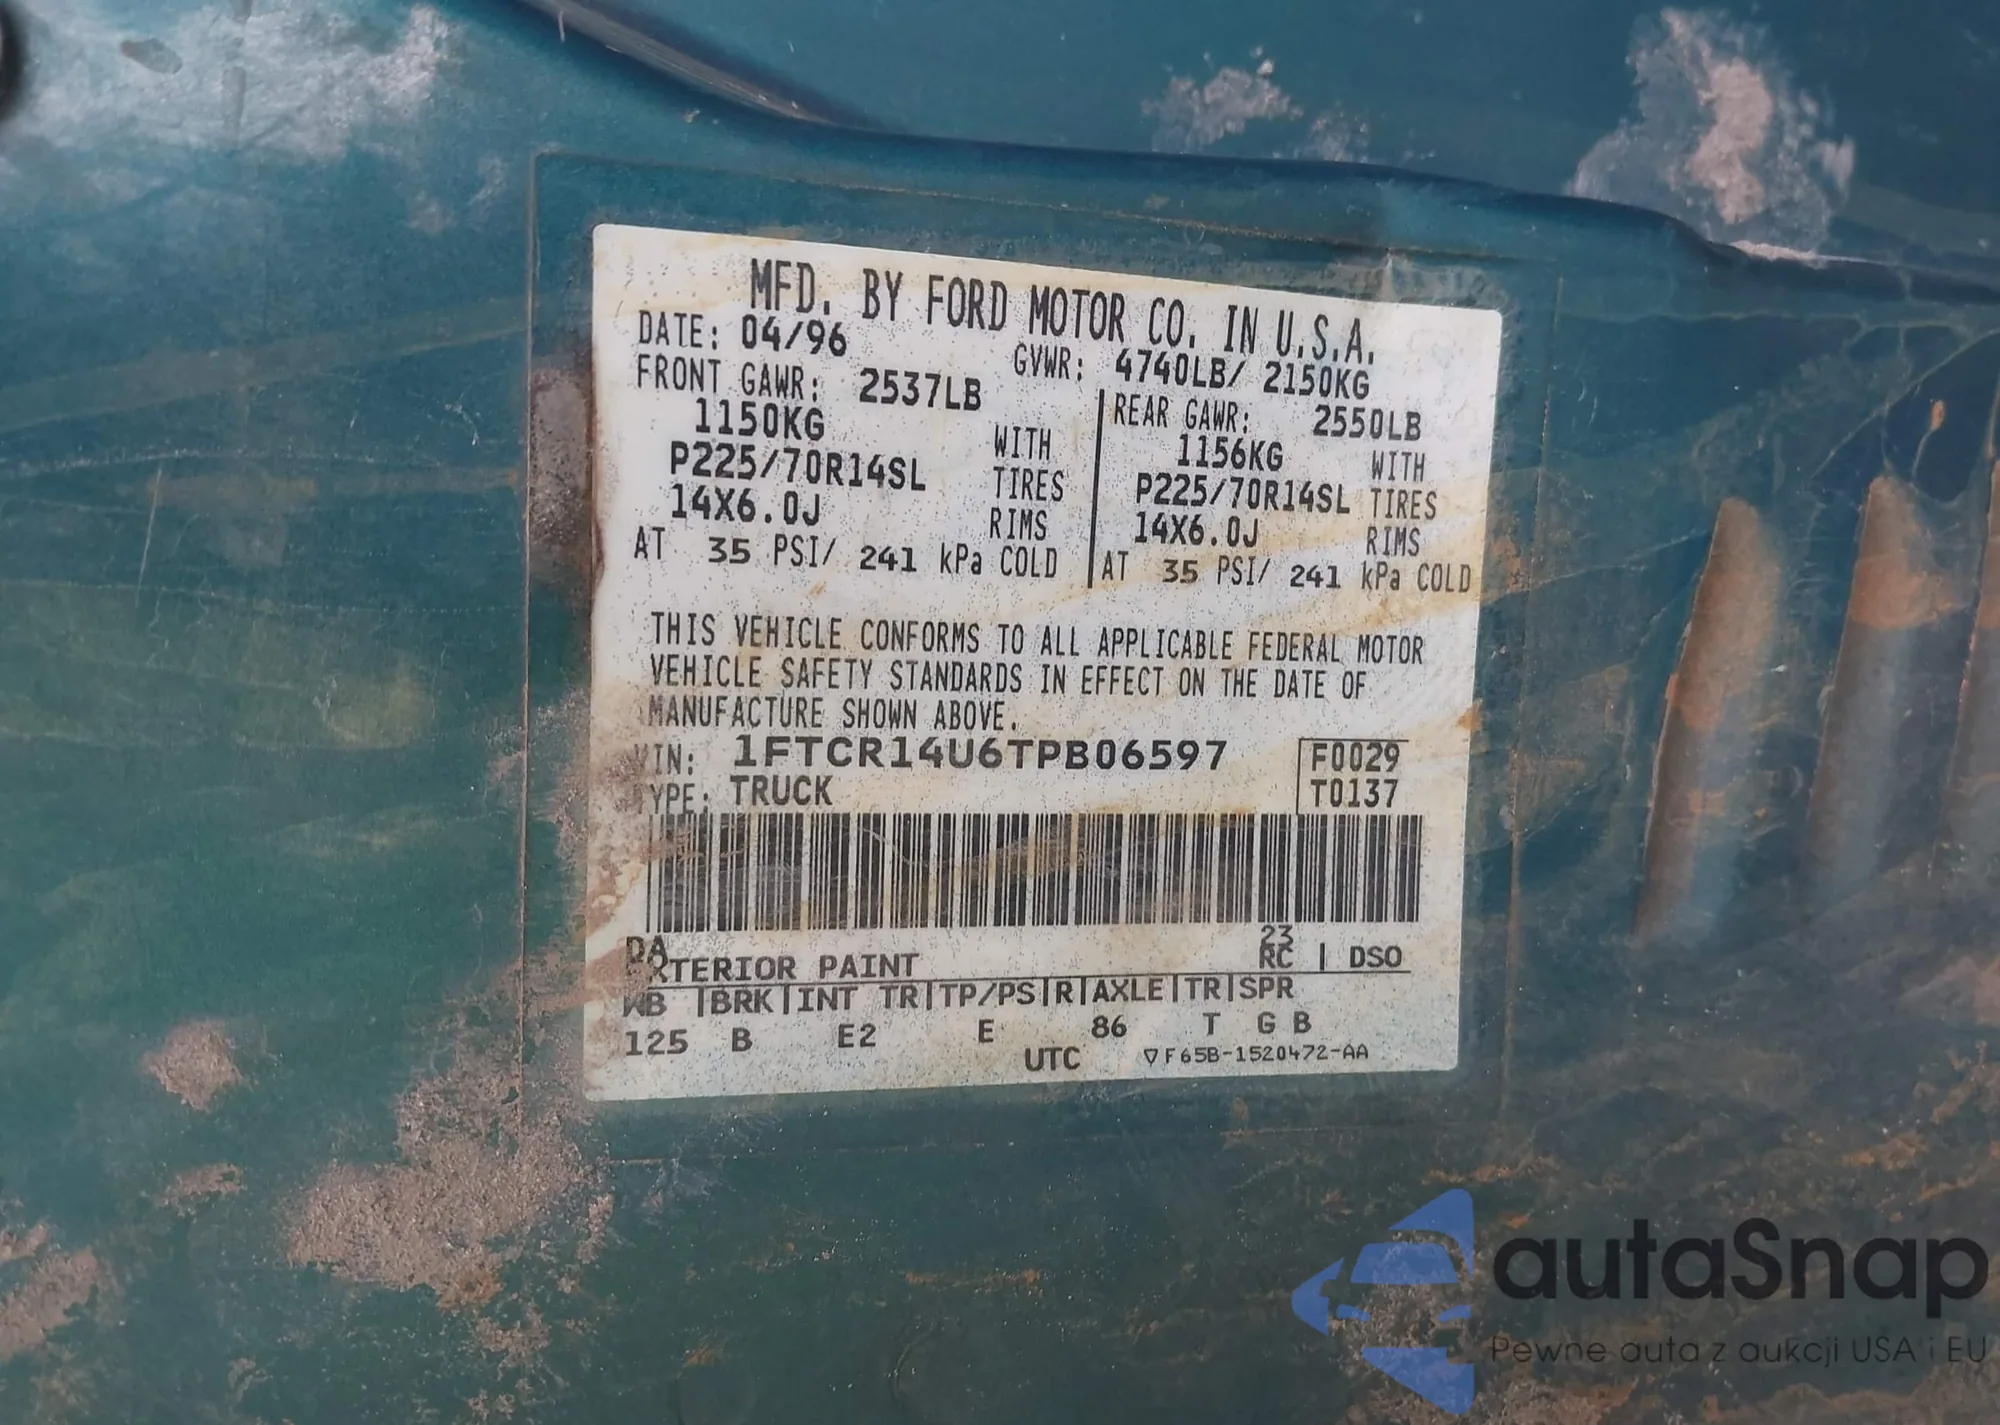 MFD. BY FORD MOTOR CO. IN U.S.A.
DATE: 04/96
GVWR: 4740LB/ 2150KG
FRONT GAWR: 2537LB
1150KG WITH
P225/70R14SL TIRES
14X6.0J RIMS
AT 35 PSI/ 241 kPa COLD
REAR GAWR: 2550LB
1156KG WITH
P225/70R14SL TIRES
14X6.0J RIMS
AT 35 PSI/ 241 kPa COLD
THIS VEHICLE CONFORMS TO ALL APPLICABLE FEDERAL MOTOR
VEHICLE SAFETY STANDARDS IN EFFECT ON THE DATE OF
MANUFACTURE SHOWN ABOVE.
VIN: 1FTCR14U6TPB06597
TYPE: TRUCK
F0029
T0137
DA 23
EXTERIOR PAINT RC | DSO
WB | BRK | INT TR | TP/PS | R | AXLE | TR | SPR
125 B E2 E 86 T G B
UTC ▽F65B-1520472-AA
autaSnap
Pewne auta z aukcji USA i EU